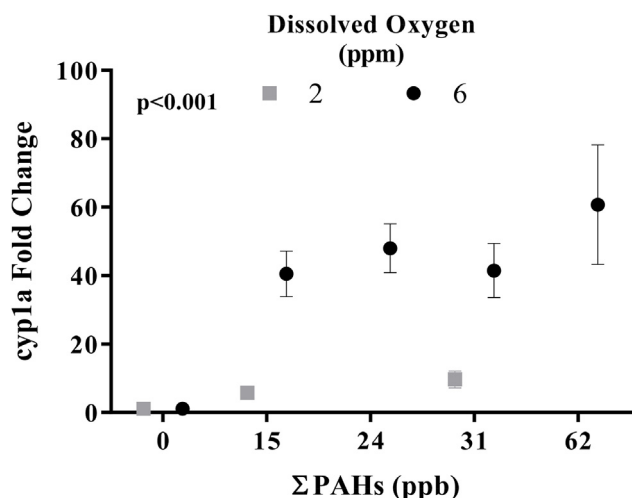 Dissolved Oxygen
(ppm)
p<0.001
2
6
cyp1a Fold Change
100
80
60
40
20
0
0 15 24 31 62
ΣPAHs (ppb)